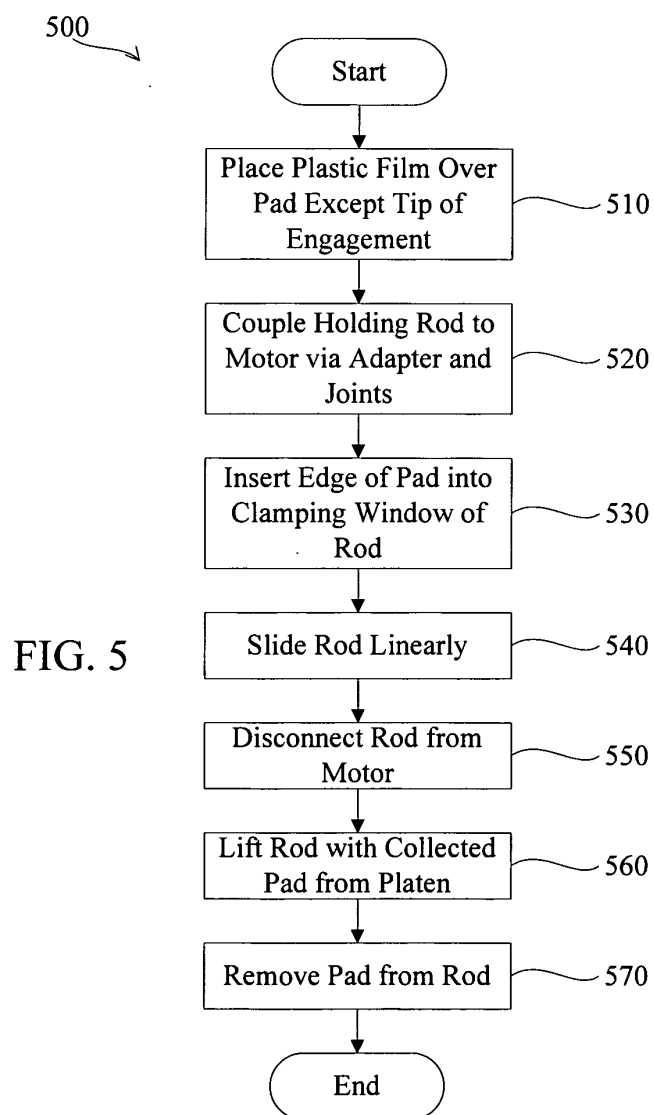 500
Start
Place Plastic Film Over
Pad Except Tip of
Engagement
510
Couple Holding Rod to
Motor via Adapter and
Joints
520
Insert Edge of Pad into
Clamping Window of
Rod
530
FIG. 5
Slide Rod Linearly
540
Disconnect Rod from
Motor
550
Lift Rod with Collected
Pad from Platen
560
Remove Pad from Rod
570
End